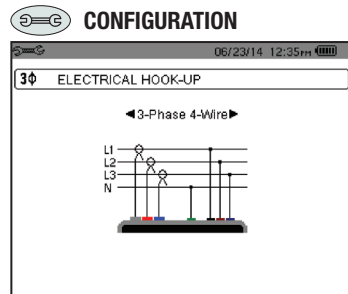 CONFIGURATION
06/23/14 12:35PM
3ϕ ELECTRICAL HOOK-UP
◀3-Phase 4-Wire▶
L1
L2
L3
N